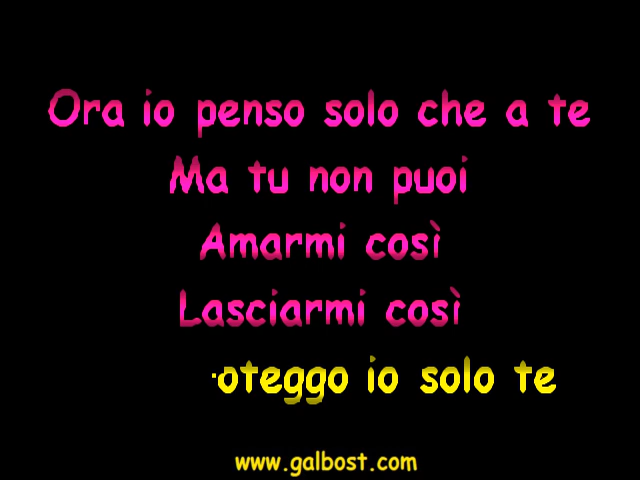 Ora io penso solo che a te
Ma tu non puoi
Amarmi così
Lasciarmi così
oteggo io solo te
www.galbost.com